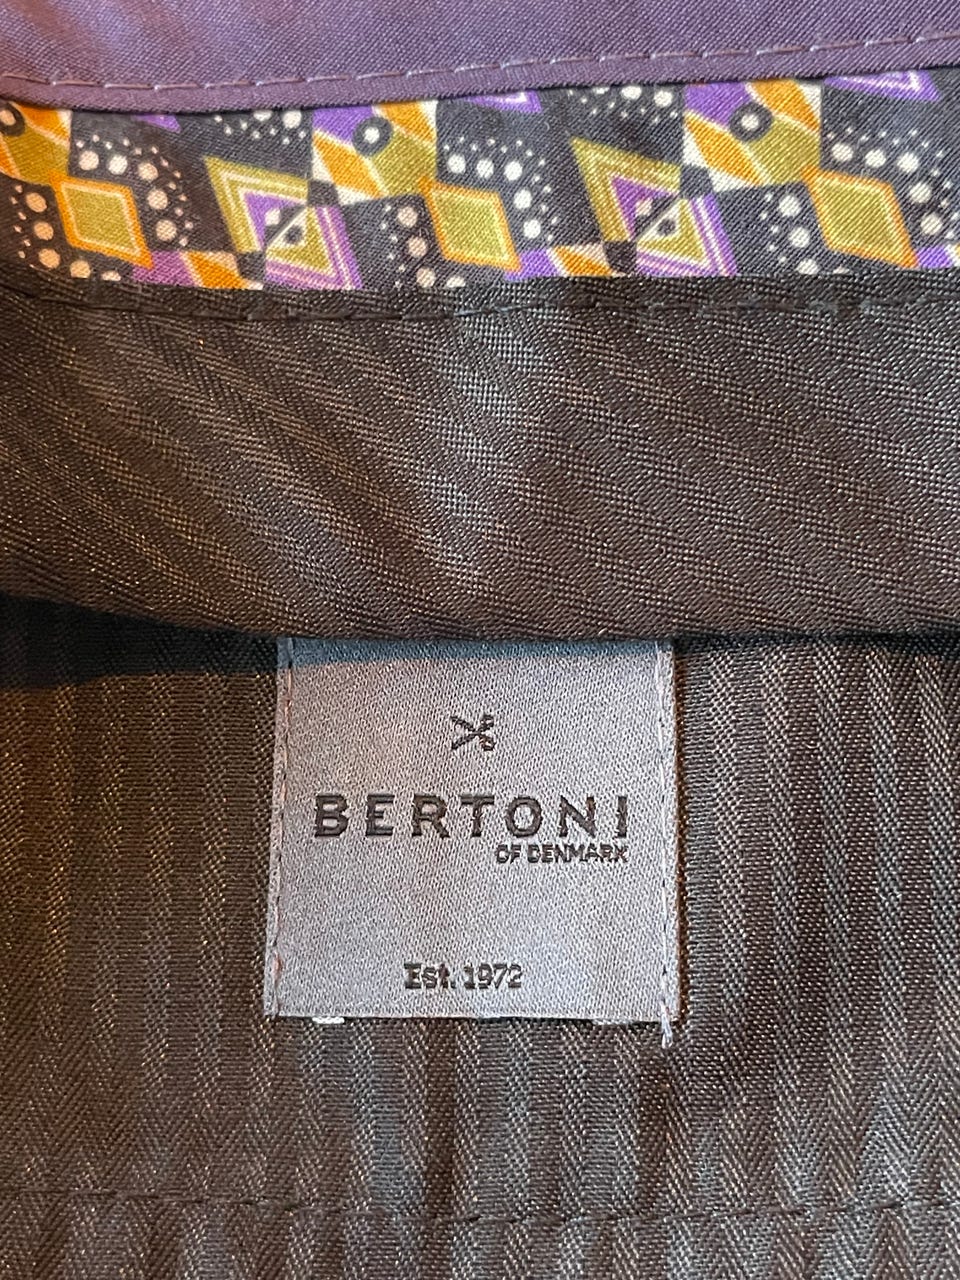 BERTONI
OF DENMARK
Est. 1972